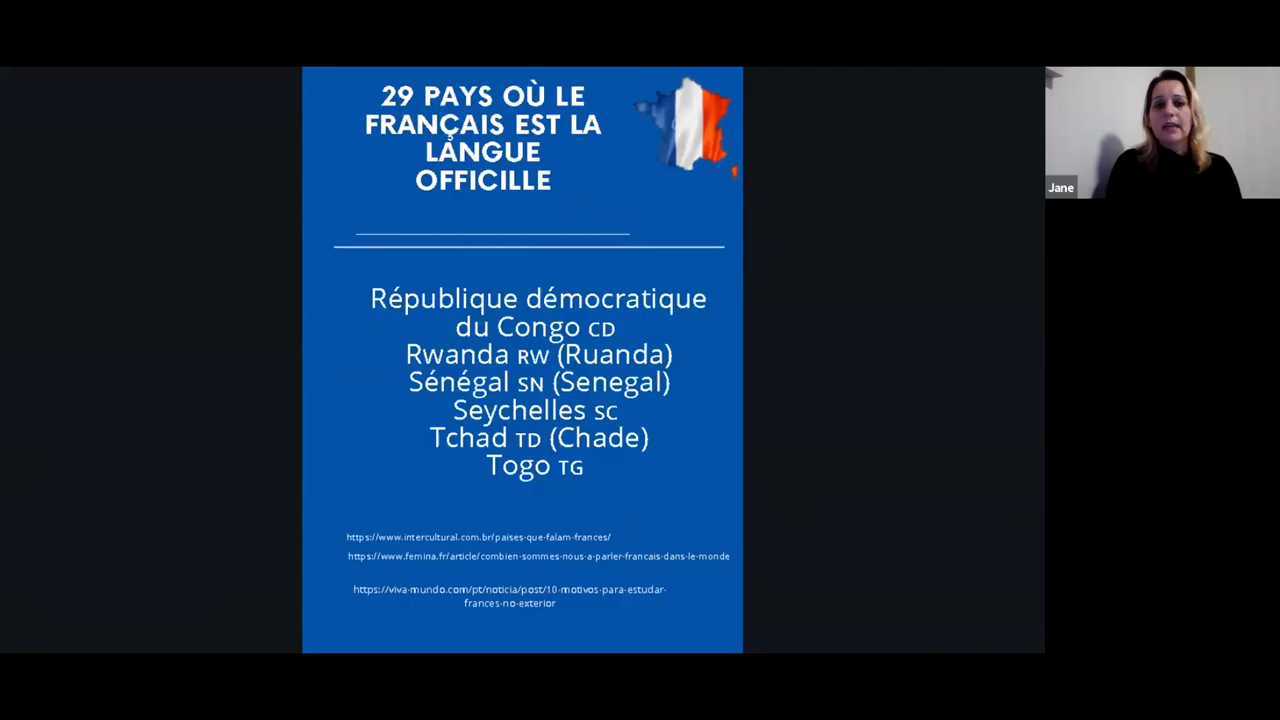 29 PAYS OÙ LE
FRANÇAIS EST LA
LANGUE
OFFICILLE
République démocratique
du Congo CD
Rwanda RW (Ruanda)
Sénégal SN (Senegal)
Seychelles SC
Tchad TD (Chade)
Togo TG
https://www.intercultural.com.br/paises-que-falam-frances/
https://www.femina.fr/article/combien-sommes-nous-a-parler-francais-dans-le-monde
https://viva-mundo.com/pt/noticia/post/10-motivos-para-estudar-
frances-no-exterior
Jane